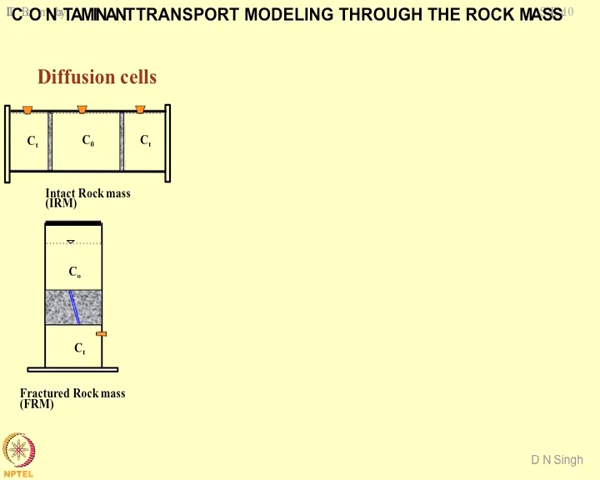 CONTAMINANT TRANSPORT MODELING THROUGH THE ROCK MASS
Diffusion cells
Ct C0 Ct
Intact Rock mass
(IRM)
Co
Ct
Fractured Rock mass
(FRM)
NPTEL
D N Singh